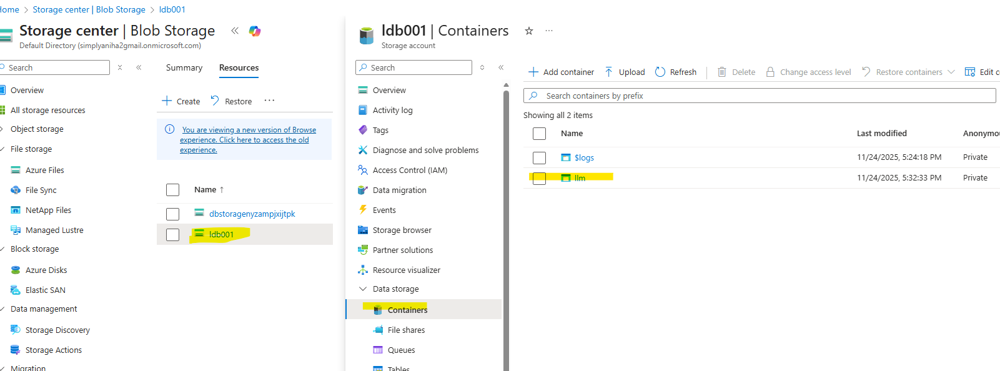 Home > Storage center | Blob Storage > ldb001
Storage center | Blob Storage
Default Directory (simplyaniha2gmail.onmicrosoft.com)
Search
Overview
All storage resources
Object storage
File storage
Azure Files
File Sync
NetApp Files
Managed Lustre
Block storage
Azure Disks
Elastic SAN
Data management
Storage Discovery
Storage Actions
Migration
Summary
Resources
Create
Restore
You are viewing a new version of Browse
experience. Click here to access the old
experience.
Name ↑
dbstoragenyzampjxijtpk
ldb001
ldb001 | Containers
Storage account
Search
Overview
Activity log
Tags
Diagnose and solve problems
Access Control (IAM)
Data migration
Events
Storage browser
Partner solutions
Resource visualizer
Data storage
Containers
File shares
Queues
Tables
Add container
Upload
Refresh
Delete
Change access level
Restore containers
Edit c
Search containers by prefix
Showing all 2 items
Name Last modified Anonymou
$logs 11/24/2025, 5:24:18 PM Private
llm 11/24/2025, 5:32:33 PM Private